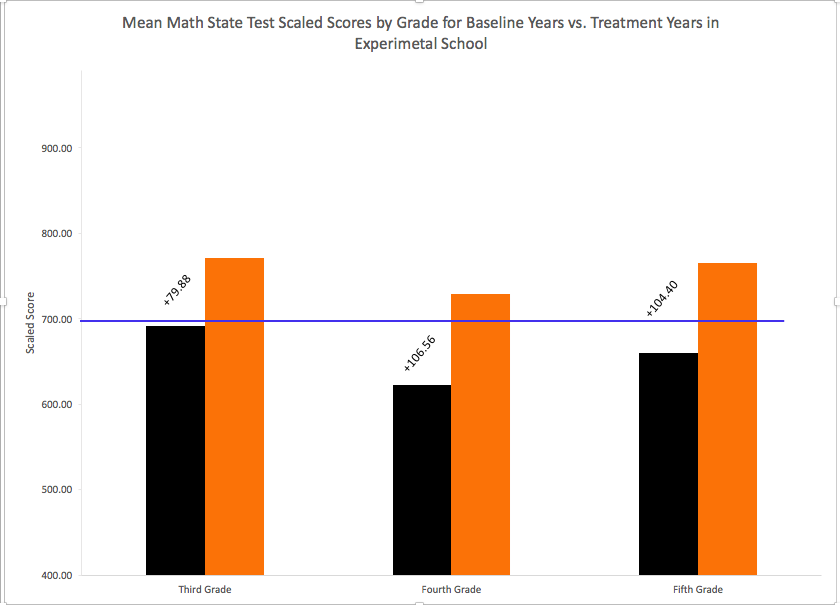 Mean Math State Test Scaled Scores by Grade for Baseline Years vs. Treatment Years in
Experimetal School
Scaled Score
900.00
800.00
700.00
600.00
500.00
400.00
+79.88
+106.56
+104.40
Third Grade
Fourth Grade
Fifth Grade